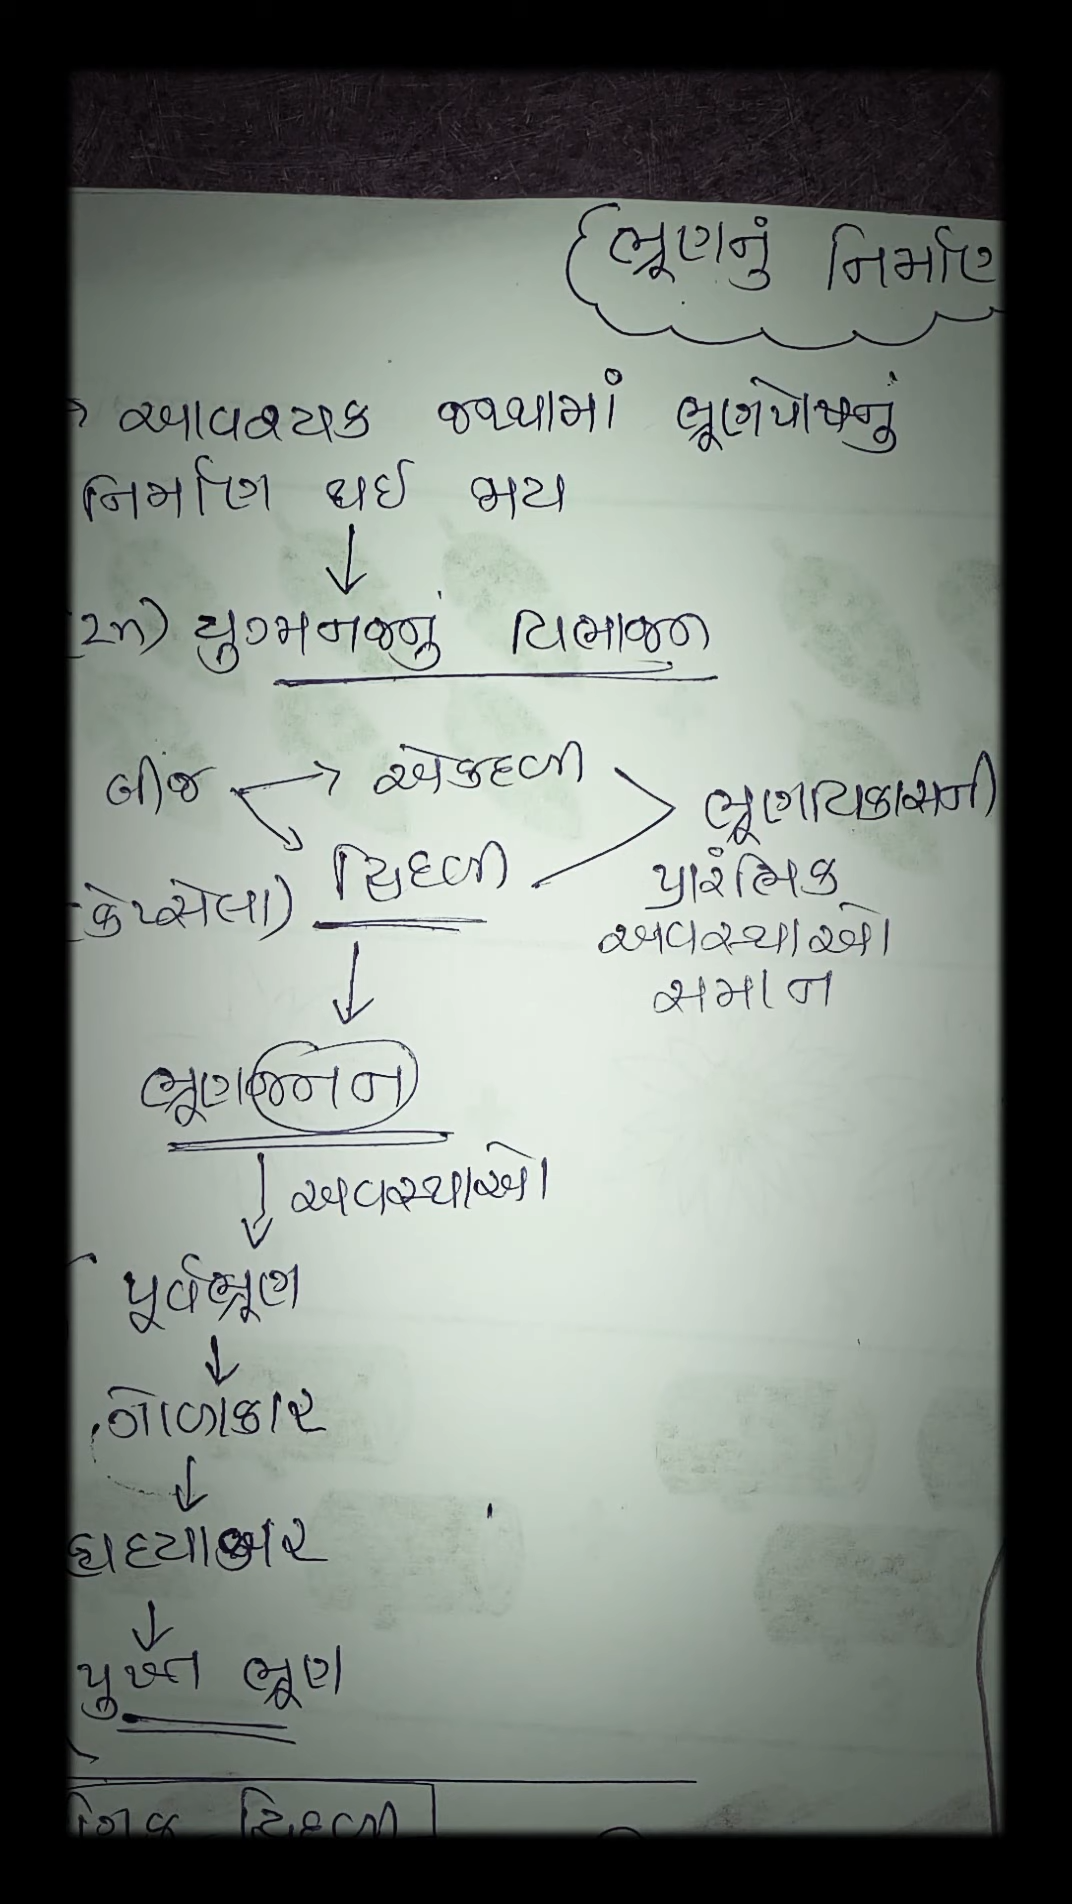 ભ્રૂણનું નિર્માણ
→ આવશ્યક જથ્થામાં ભ્રૂણપોષનું
નિર્માણ થઈ જાય
↓
(2n) યુગ્મનજનું વિભાજન
બીજ → એકદળી
(કેપ્સેલા) દ્વિદળી
ભ્રૂણવિકાસની
પ્રારંભિક
અવસ્થાઓ
સમાન
↓
ભ્રૂણજનન
↓ અવસ્થાઓ
પૂર્વભ્રૂણ
↓
ગોળાકાર
↓
હૃદયાકાર
↓
પુખ્ત ભ્રૂણ
દ્વિદળી